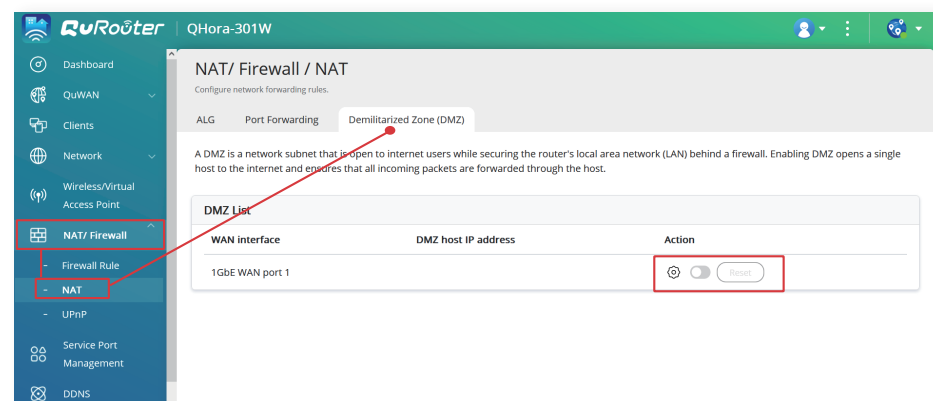 QuRouter QHora-301W
Dashboard
QuWAN
Clients
Network
Wireless/Virtual
Access Point
NAT/ Firewall
Firewall Rule
NAT
UPnP
Service Port
Management
DDNS
NAT/ Firewall / NAT
Configure network forwarding rules.
ALG Port Forwarding Demilitarized Zone (DMZ)
A DMZ is a network subnet that is open to internet users while securing the router's local area network (LAN) behind a firewall. Enabling DMZ opens a single
host to the internet and ensures that all incoming packets are forwarded through the host.
DMZ List
WAN interface DMZ host IP address Action
1GbE WAN port 1 Reset